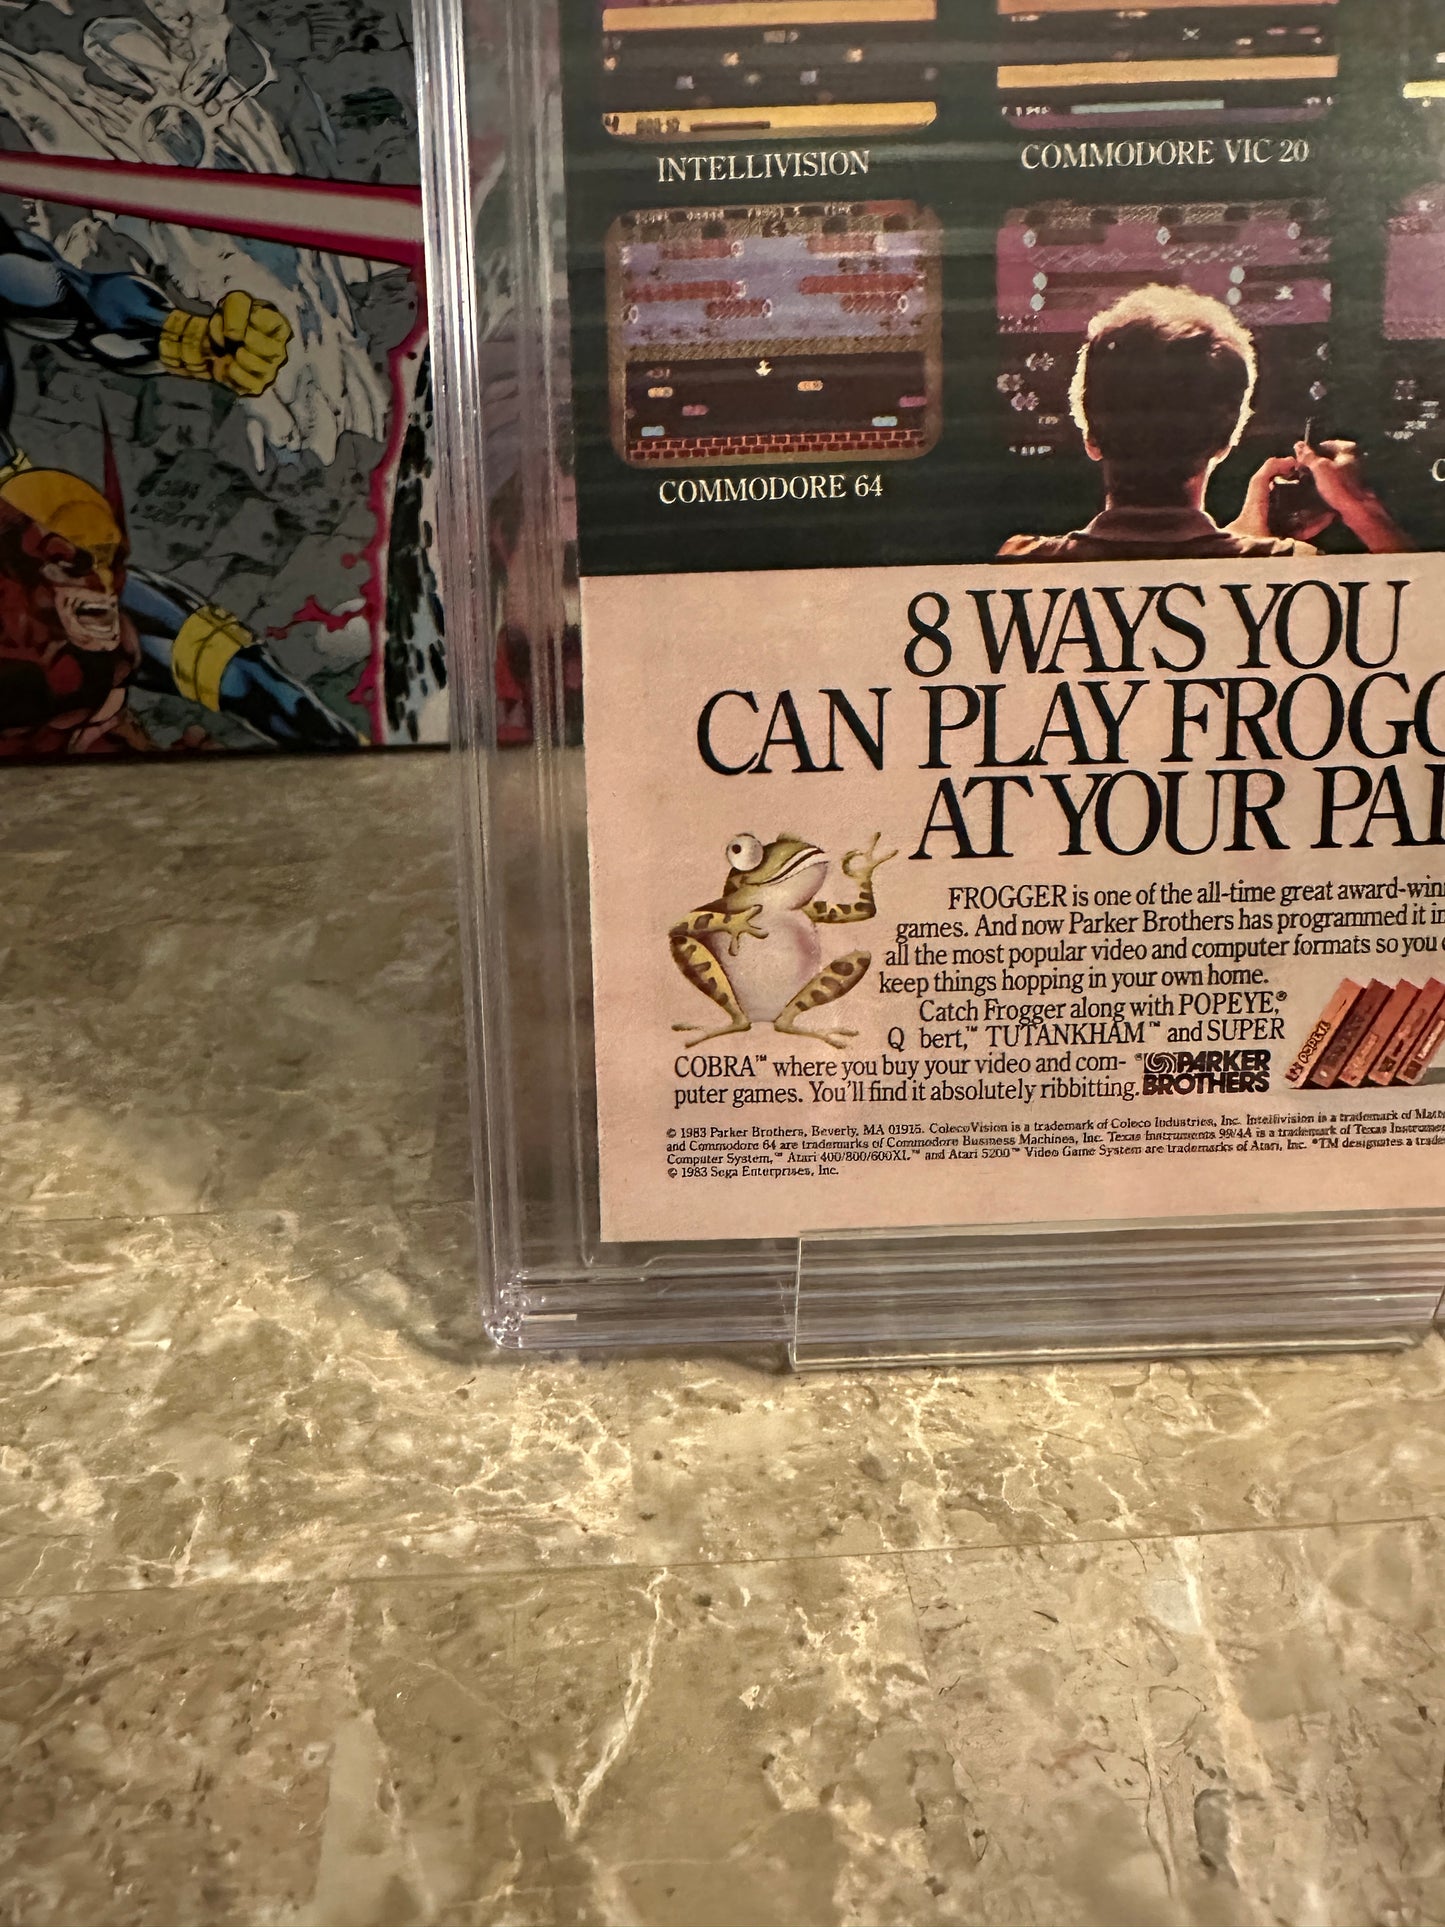 INTELLIVISION
COMMODORE VIC 20
COMMODORE 64
C
8 WAYS YOU
CAN PLAY FROGG
AT YOUR PA
FROGGER is one of the all-time great award-win
games. And now Parker Brothers has programmed it in
all the most popular video and computer formats so you
keep things hopping in your own home.
Catch Frogger along with POPEYE,®
Q bert,™ TUTANKHAM™ and SUPER
COBRA™ where you buy your video and com-
puter games. You'll find it absolutely ribbitting.
PARKER
BROTHERS
POPEYE
© 1983 Parker Brothers, Beverly, MA 01915. ColecoVision is a trademark of Coleco Industries, Inc. Intellivision is a trademark of Matt
and Commodore 64 are trademarks of Commodore Business Machines, Inc. Texas Instruments 99/4A is a trademark of Texas Instrume
Computer System,™ Atari 400/800/600XL™ and Atari 5200™ Video Game System are trademarks of Atari, Inc. *TM designates a trade
© 1983 Sega Enterprises, Inc.